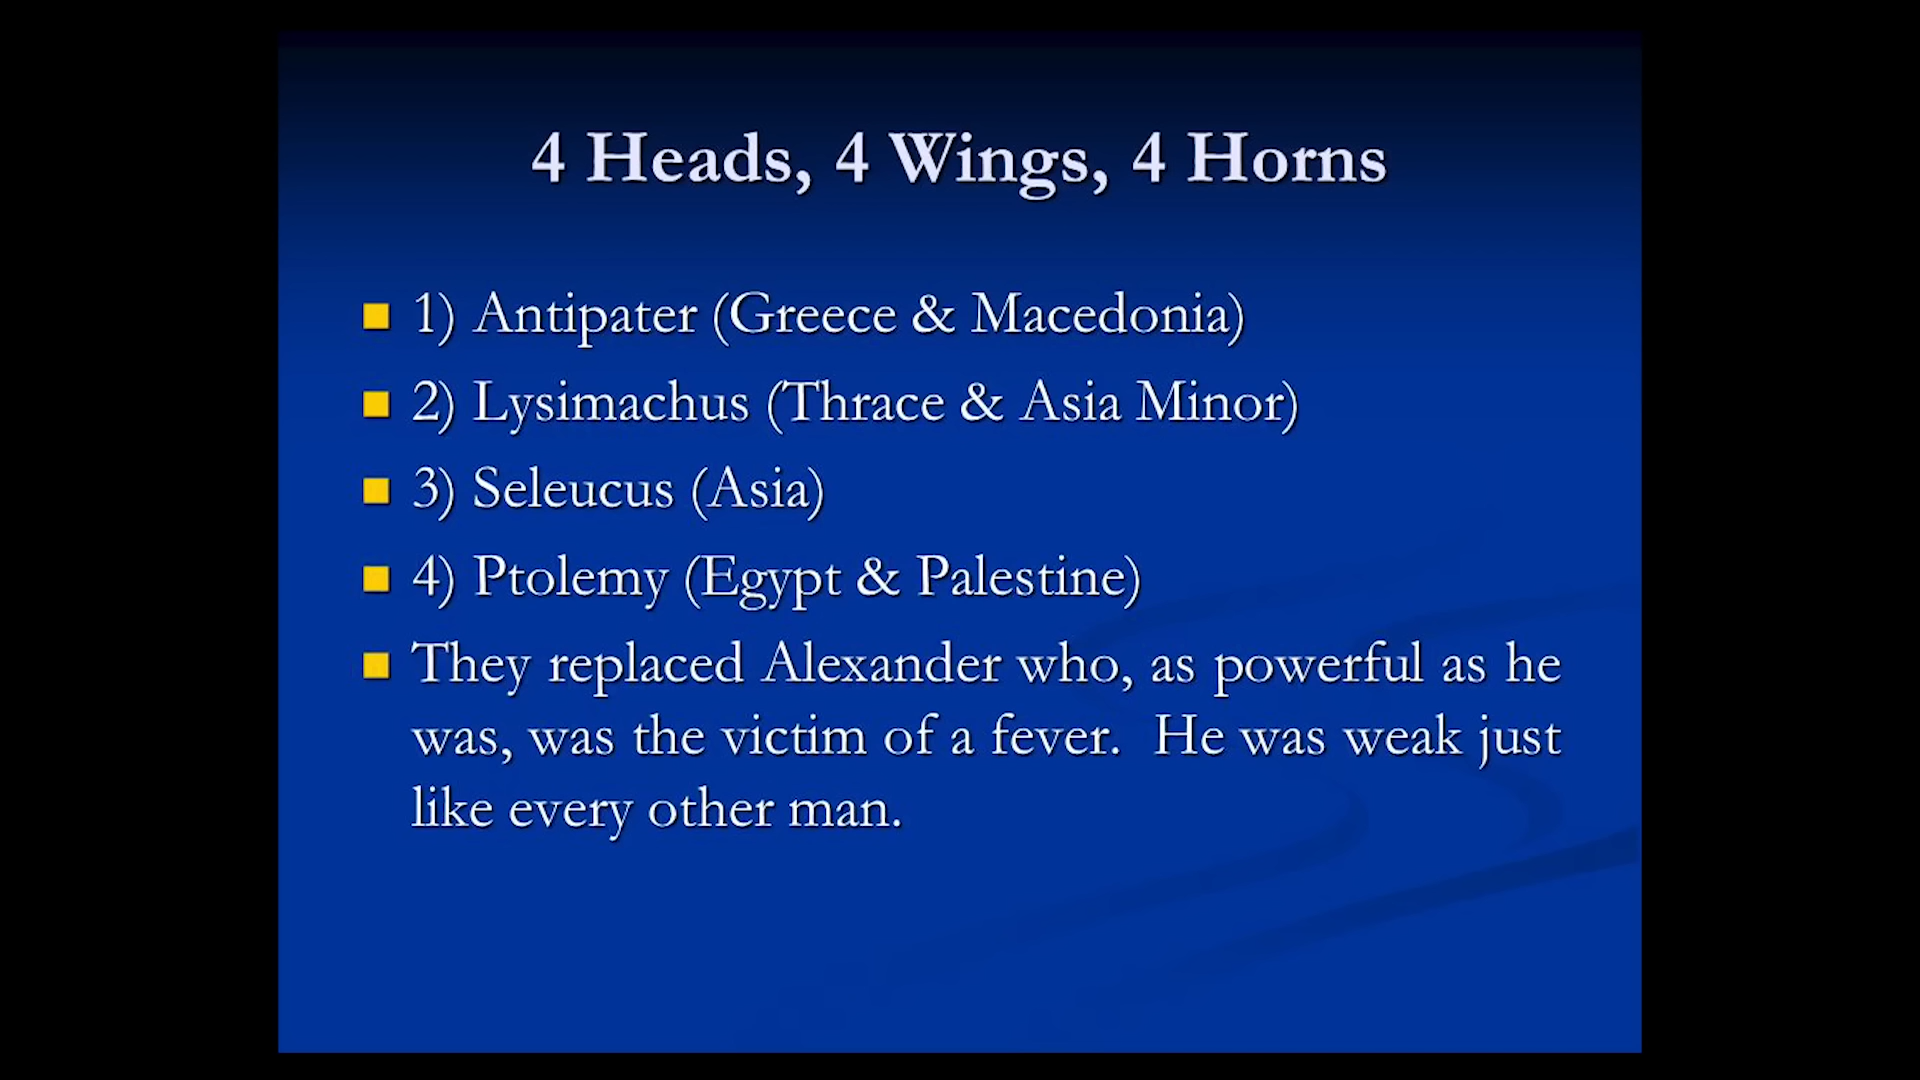 4 Heads, 4 Wings, 4 Horns
1) Antipater (Greece & Macedonia)
2) Lysimachus (Thrace & Asia Minor)
3) Seleucus (Asia)
4) Ptolemy (Egypt & Palestine)
They replaced Alexander who, as powerful as he
was, was the victim of a fever.  He was weak just
like every other man.